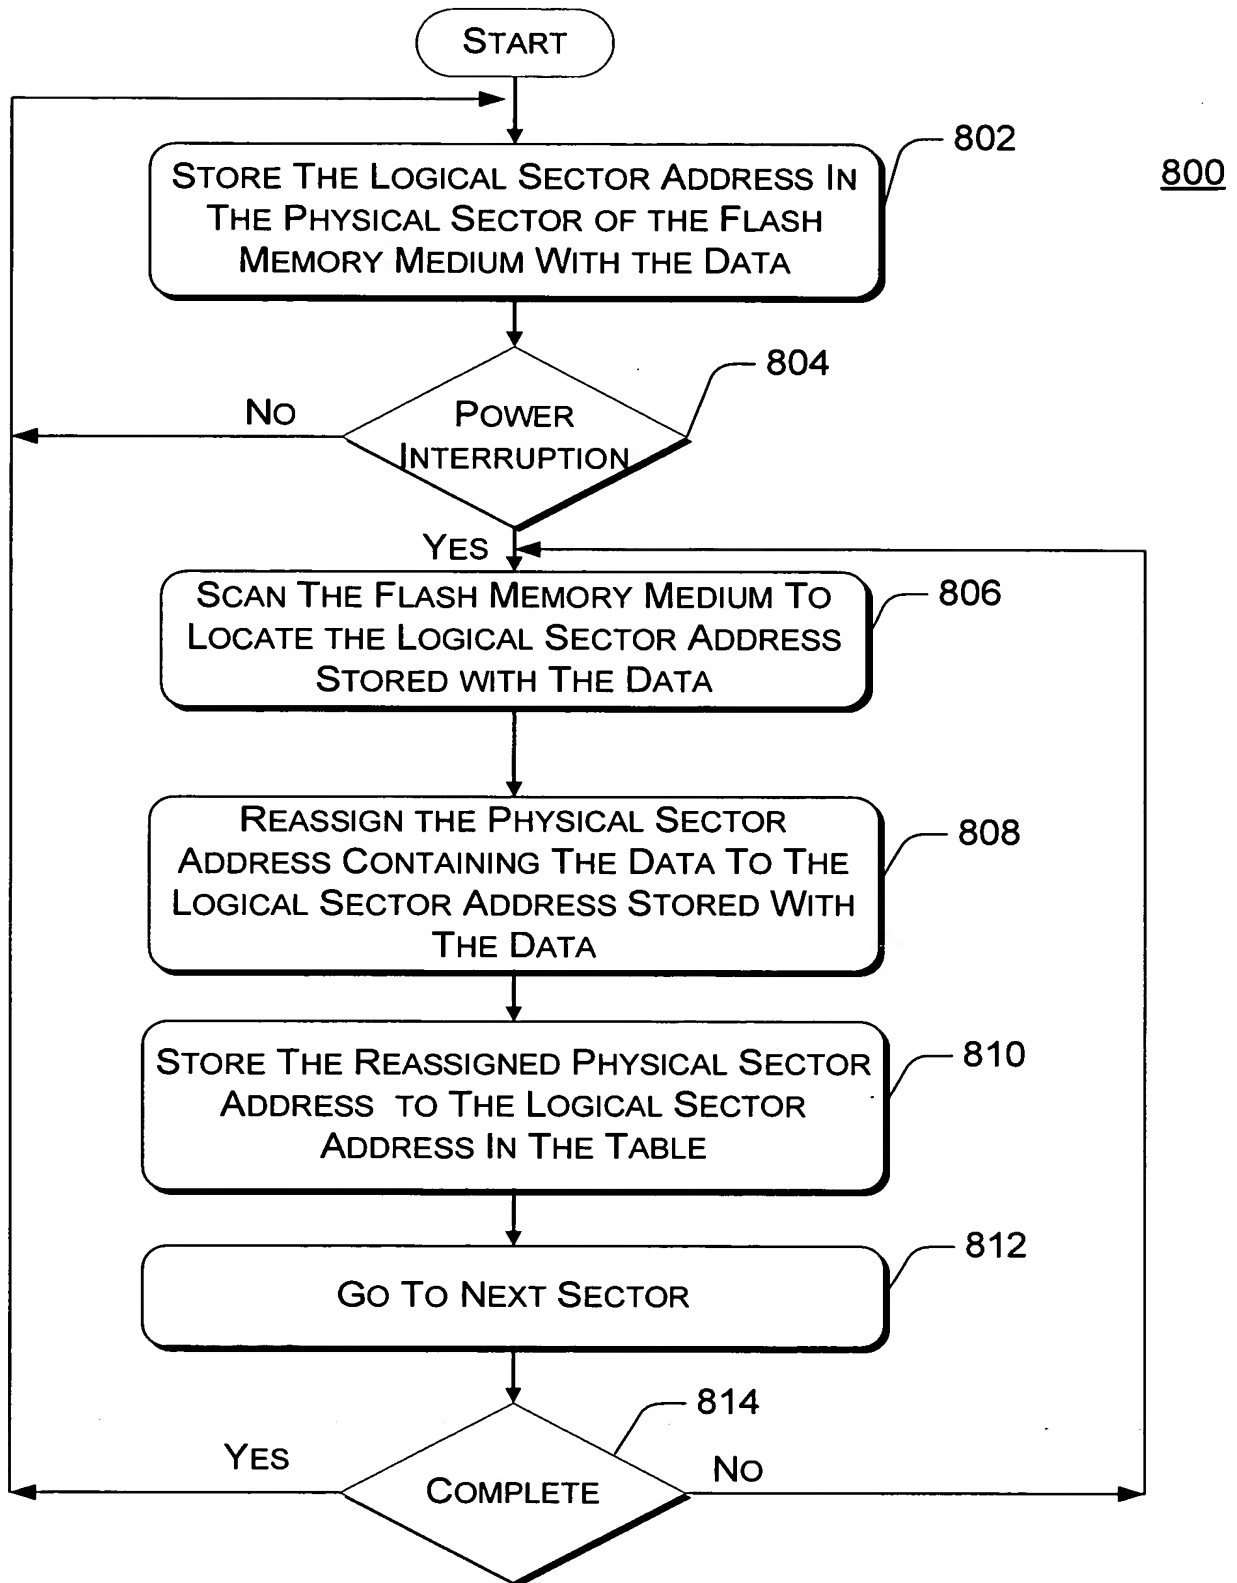 START
802
800
STORE THE LOGICAL SECTOR ADDRESS IN
THE PHYSICAL SECTOR OF THE FLASH
MEMORY MEDIUM WITH THE DATA
804
NO
POWER
INTERRUPTION
YES
SCAN THE FLASH MEMORY MEDIUM TO
LOCATE THE LOGICAL SECTOR ADDRESS
STORED WITH THE DATA
806
REASSIGN THE PHYSICAL SECTOR
ADDRESS CONTAINING THE DATA TO THE
LOGICAL SECTOR ADDRESS STORED WITH
THE DATA
808
STORE THE REASSIGNED PHYSICAL SECTOR
ADDRESS TO THE LOGICAL SECTOR
ADDRESS IN THE TABLE
810
GO TO NEXT SECTOR
812
814
YES
COMPLETE
NO